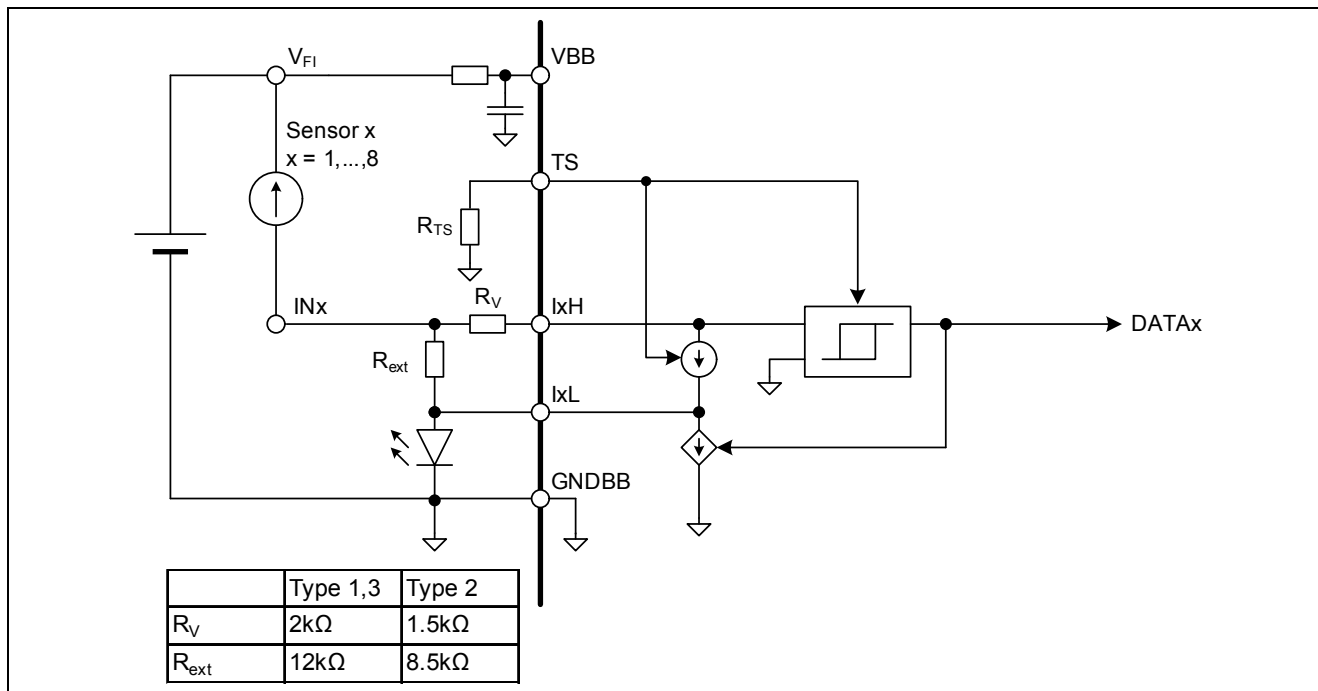 V_FI
VBB
Sensor x
x = 1,...,8
TS
R_TS
INx
R_V
IxH
DATAx
R_ext
IxL
GNDBB
Type 1,3 Type 2
R_V 2kΩ 1.5kΩ
R_ext 12kΩ 8.5kΩ